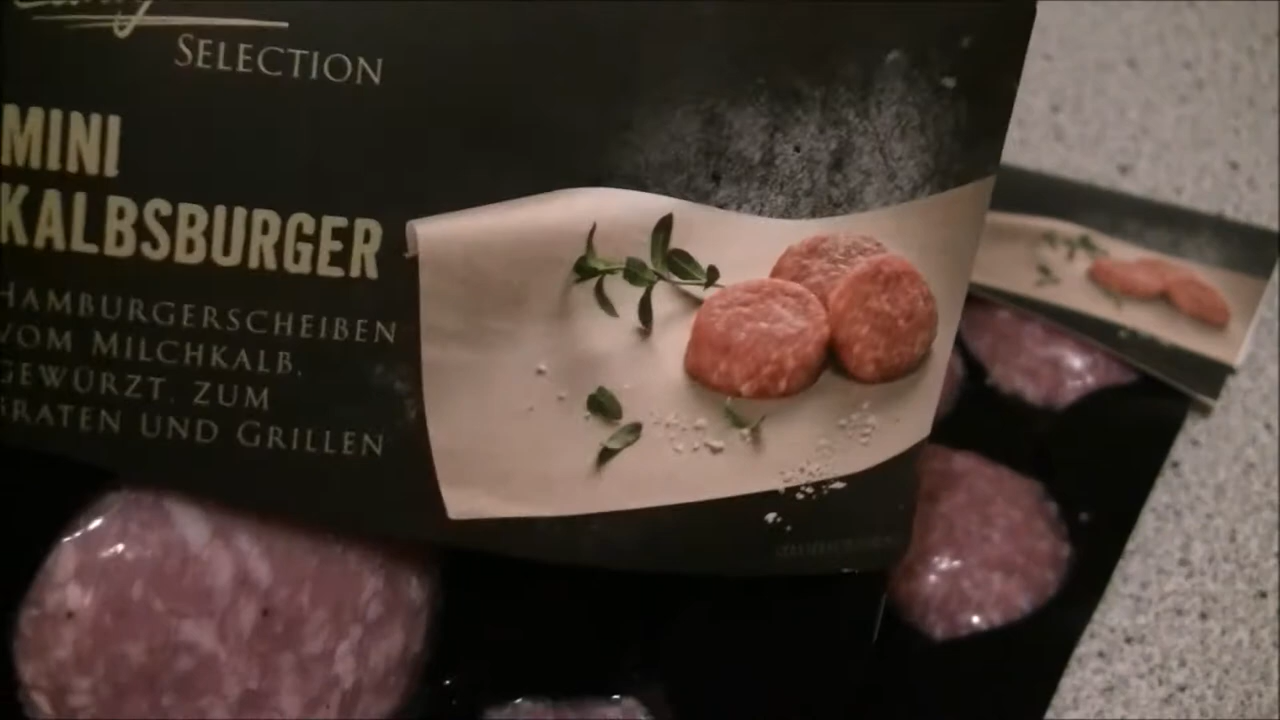 SELECTION
MINI
KALBSBURGER
HAMBURGERSCHEIBEN
VOM MILCHKALB,
GEWÜRZT, ZUM
BRATEN UND GRILLEN